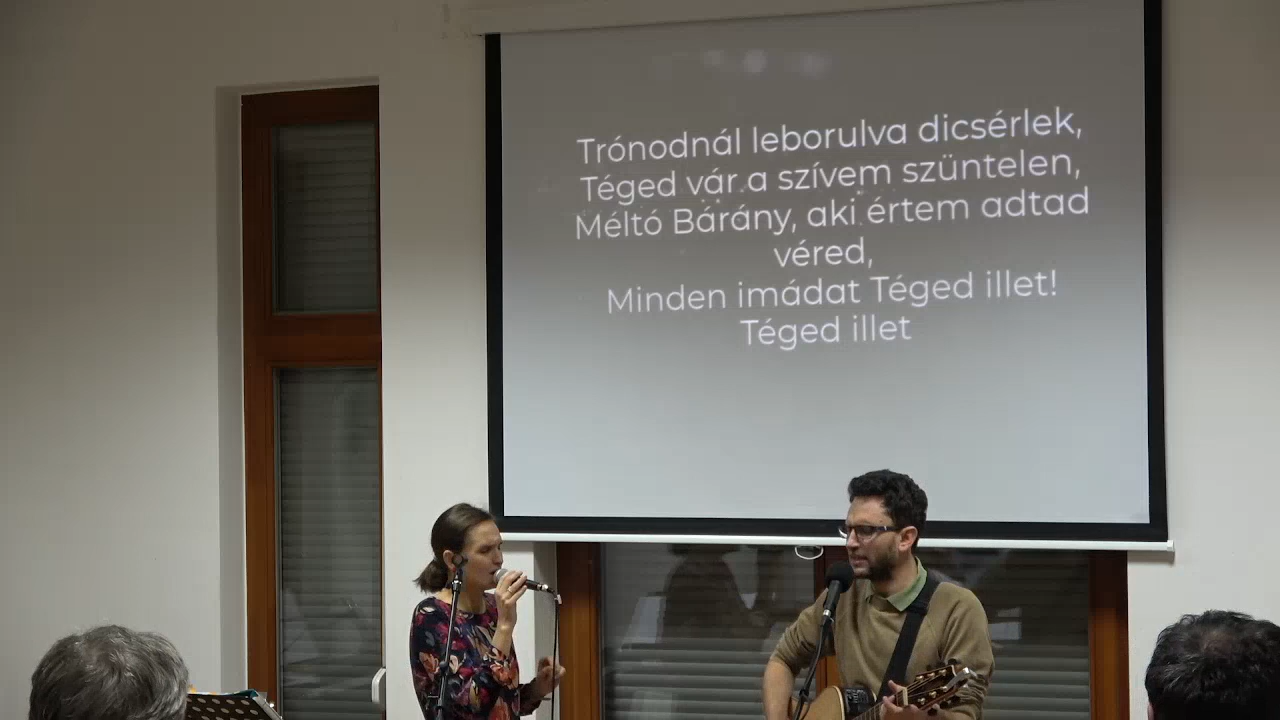 Trónodnál leborulva dicsérlek,
Téged vár a szívem szüntelen,
Méltó Bárány, aki értem adtad
véred,
Minden imádat Téged illet!
Téged illet